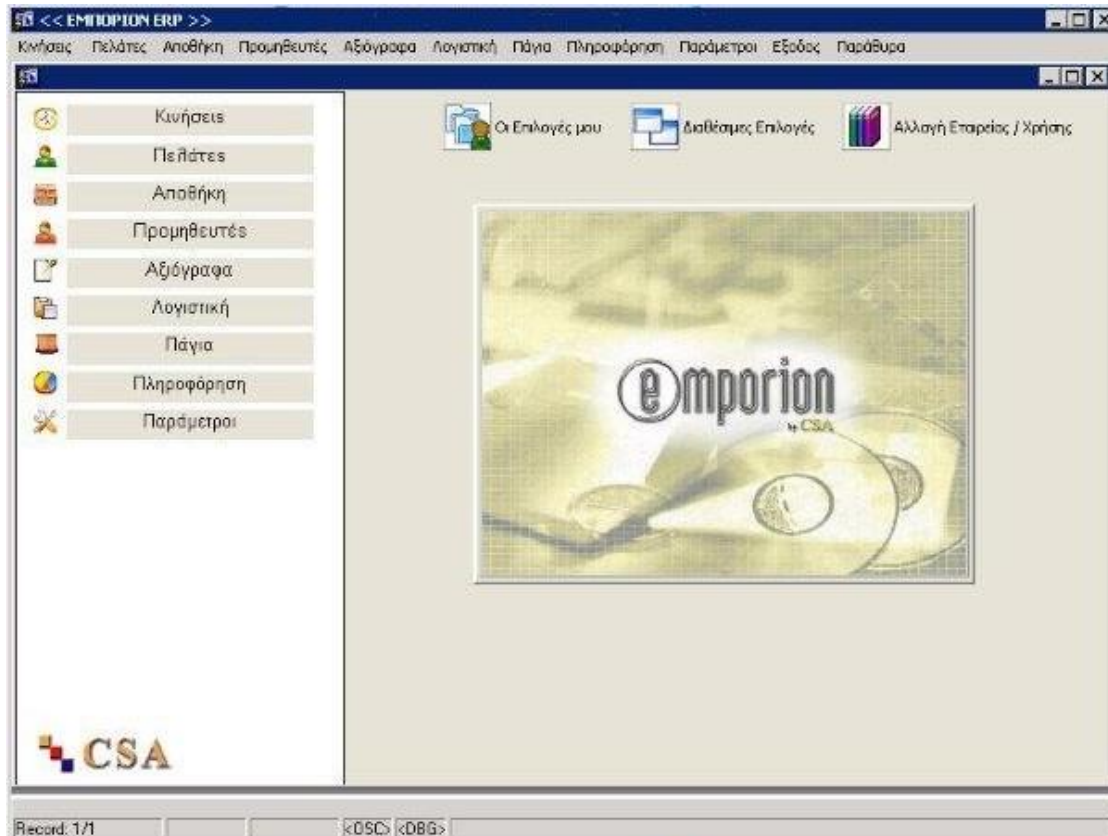 << ΕΜΠΟΡΙΟΝ ERP >>
Κινήσεις Πελάτες Αποθήκη Προμηθευτές Αξιόγραφα Λογιστική Πάγια Πληροφόρηση Παράμετροι Εξοδος Παράθυρα
Κινήσεις
Πελάτες
Αποθήκη
Προμηθευτές
Αξιόγραφα
Λογιστική
Πάγια
Πληροφόρηση
Παράμετροι
Οι Επιλογές μου Διαθέσιμες Επιλογές Αλλαγή Εταιρείας / Χρήσης
emporion
by CSA
CSA
Record: 1/1 <OSC> <DBG>